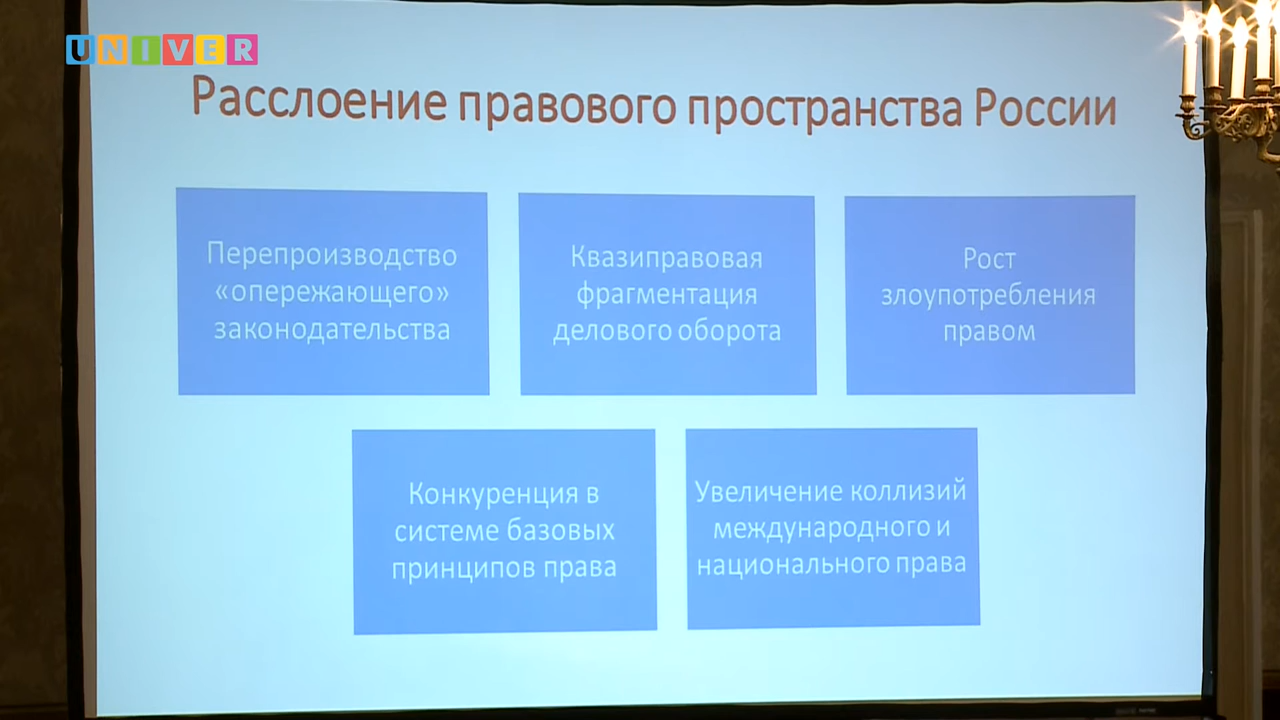 UNIVER
Расслоение правового пространства России
Перепроизводство
«опережающего»
законодательства
Квазиправовая
фрагментация
делового оборота
Рост
злоупотребления
правом
Конкуренция в
системе базовых
принципов права
Увеличение коллизий
международного и
национального права